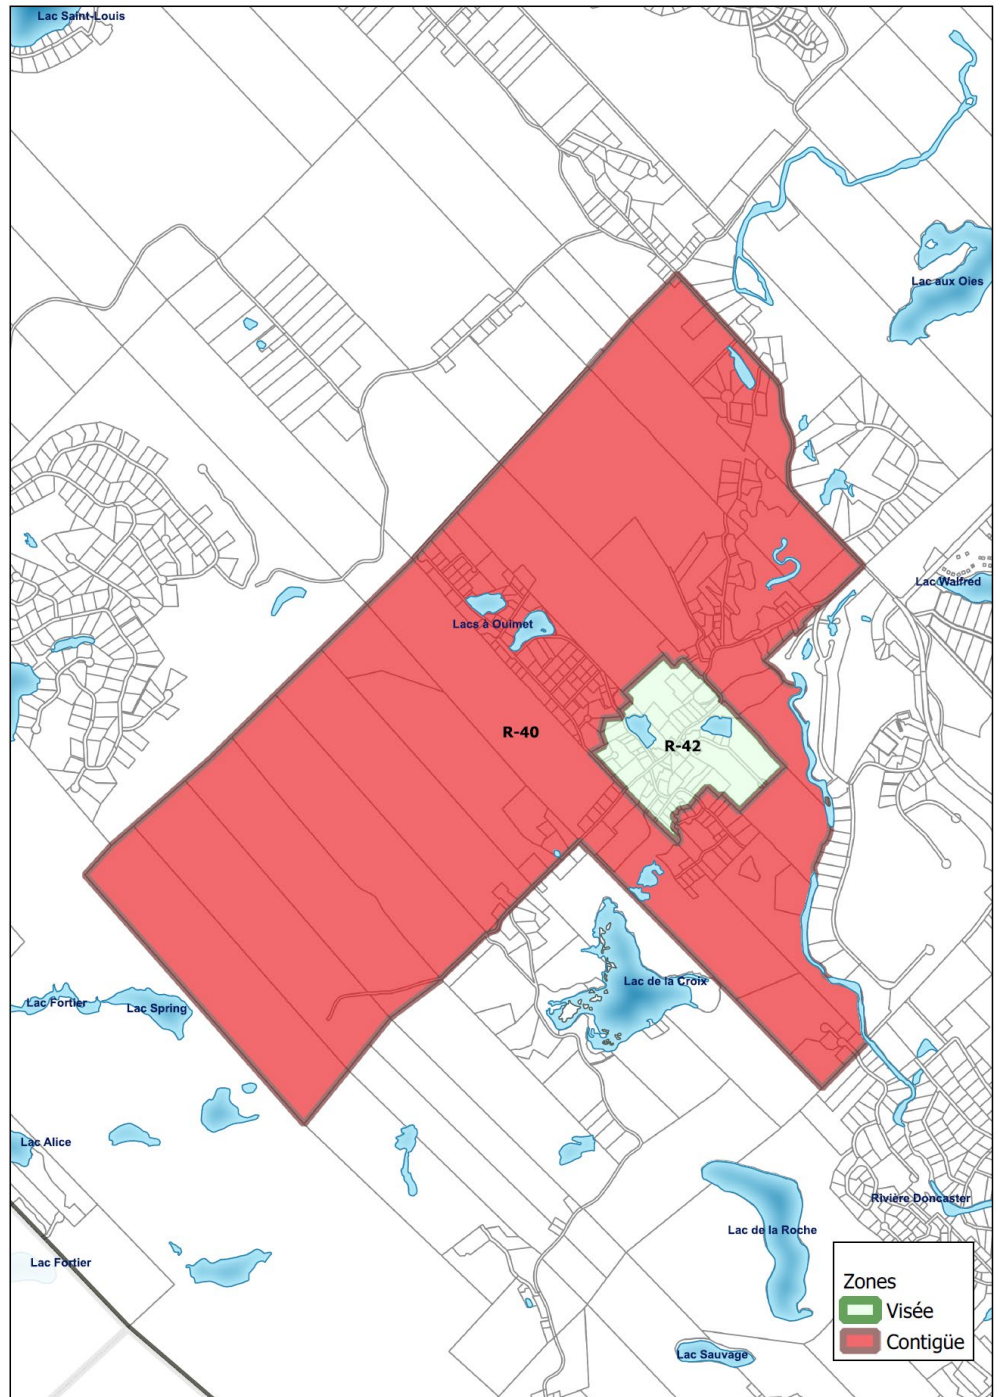 Lac Saint-Louis
Lac aux Oies
Lac Walfred
Lacs à Ouimet
R-40
R-42
Lac de la Croix
Lac Fortier
Lac Spring
Lac Alice
Rivière Doncaster
Lac de la Roche
Lac Fortier
Lac Sauvage
Zones
Visée
Contigüe